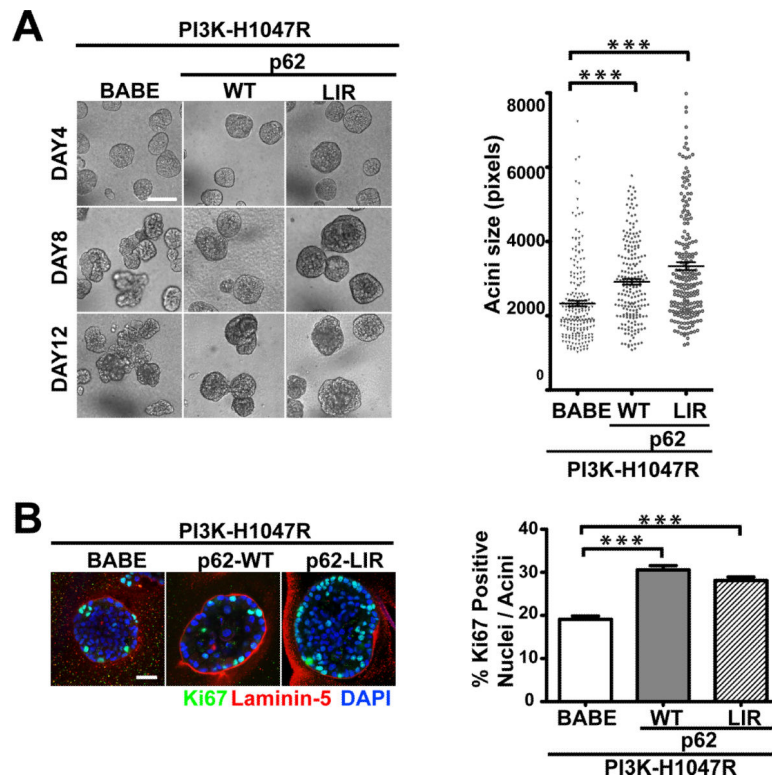 A
PI3K-H1047R
p62
BABE WT LIR
DAY4
DAY8
DAY12
Acini size (pixels)
8000
6000
4000
2000
0
***
***
BABE WT LIR
p62
PI3K-H1047R
B
PI3K-H1047R
BABE p62-WT p62-LIR
Ki67 Laminin-5 DAPI
% Ki67 Positive
Nuclei / Acini
40
30
20
10
0
***
***
BABE WT LIR
p62
PI3K-H1047R